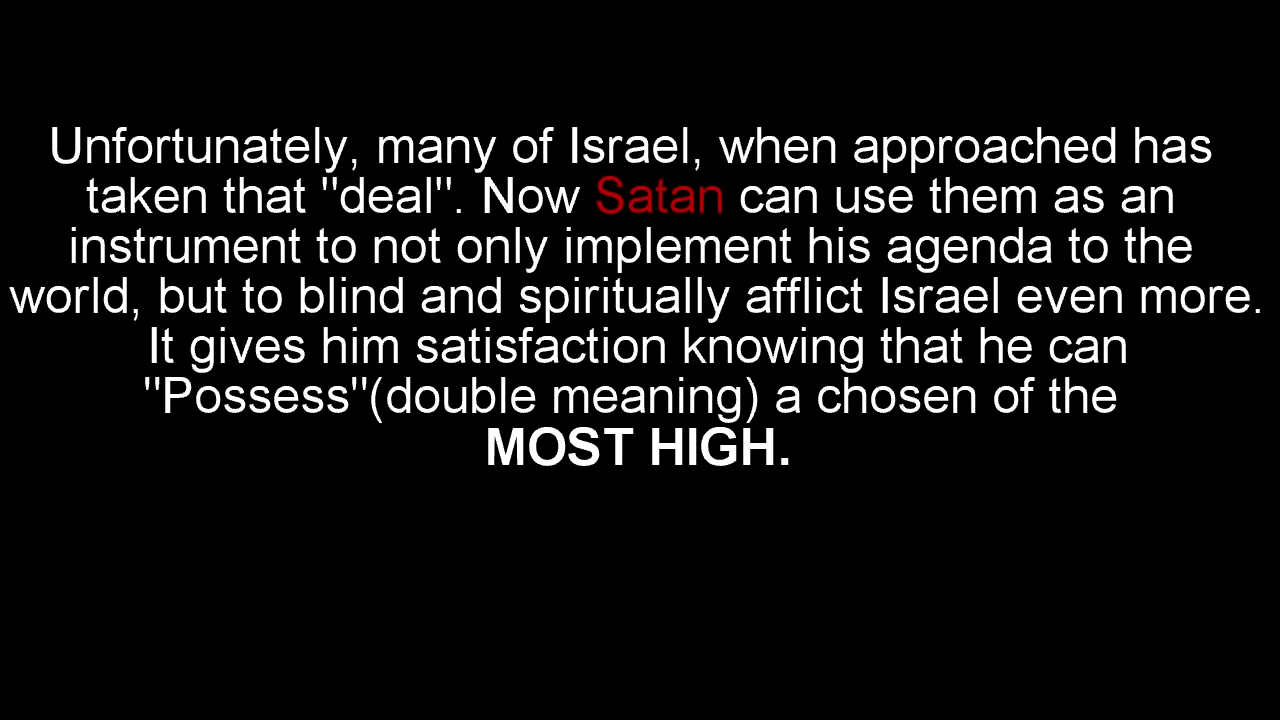 Unfortunately, many of Israel, when approached has
taken that "deal". Now Satan can use them as an
instrument to not only implement his agenda to the
world, but to blind and spiritually afflict Israel even more.
It gives him satisfaction knowing that he can
"Possess"(double meaning) a chosen of the
MOST HIGH.